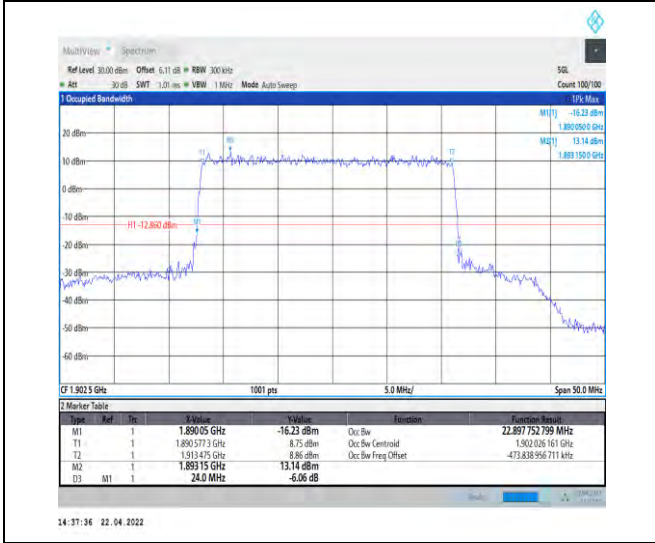 MultiView Spectrum
Ref Level 30.00 dBm Offset 6.11 dB RBW 300 kHz SGL
Att 30 dB SWT 1.01 ms VBW 1 MHz Mode Auto Sweep Count 100/100
1 Occupied Bandwidth 1Pk Max
M1[1] -16.23 dBm
1.890 050 0 GHz
M2[1] 13.14 dBm
1.893 150 0 GHz
20 dBm
T1 M2 T2
10 dBm
0 dBm
-10 dBm
H1 -12.860 dBm M1
-20 dBm
D3
-30 dBm
-40 dBm
-50 dBm
-60 dBm
CF 1.902 5 GHz 1001 pts 5.0 MHz/ Span 50.0 MHz
2 Marker Table
Type Ref Trc X-Value Y-Value Function Function Result
M1 1 1.890 05 GHz -16.23 dBm Occ Bw 22.897 752 799 MHz
T1 1 1.890 577 3 GHz 8.75 dBm Occ Bw Centroid 1.902 026 161 GHz
T2 1 1.913 475 GHz 8.86 dBm Occ Bw Freq Offset -473.838 956 711 kHz
M2 1 1.893 15 GHz 13.14 dBm
D3 M1 1 24.0 MHz -6.06 dB
14:37:36 22.04.2022